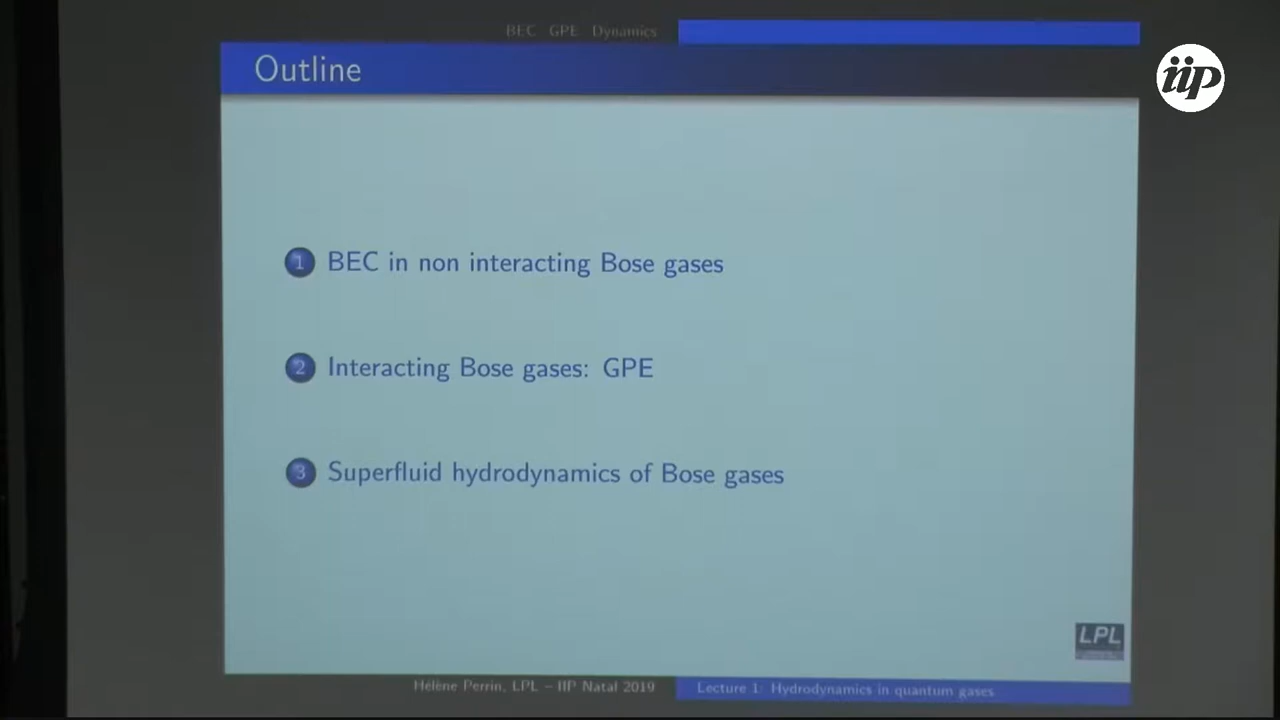 BEC GPE Dynamics
iip
Outline
1 BEC in non interacting Bose gases
2 Interacting Bose gases: GPE
3 Superfluid hydrodynamics of Bose gases
LPL
Hélène Perrin, LPL – IIP Natal 2019
Lecture 1: Hydrodynamics in quantum gases